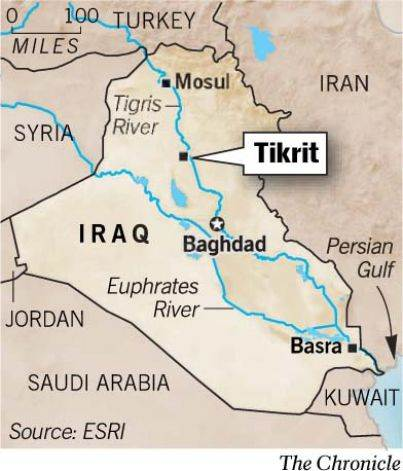 0 100
MILES
TURKEY
Mosul
IRAN
Tigris
River
SYRIA
Tikrit
IRAQ
Baghdad
Persian
Gulf
Euphrates
River
JORDAN
Basra
SAUDI ARABIA
KUWAIT
Source: ESRI
The Chronicle